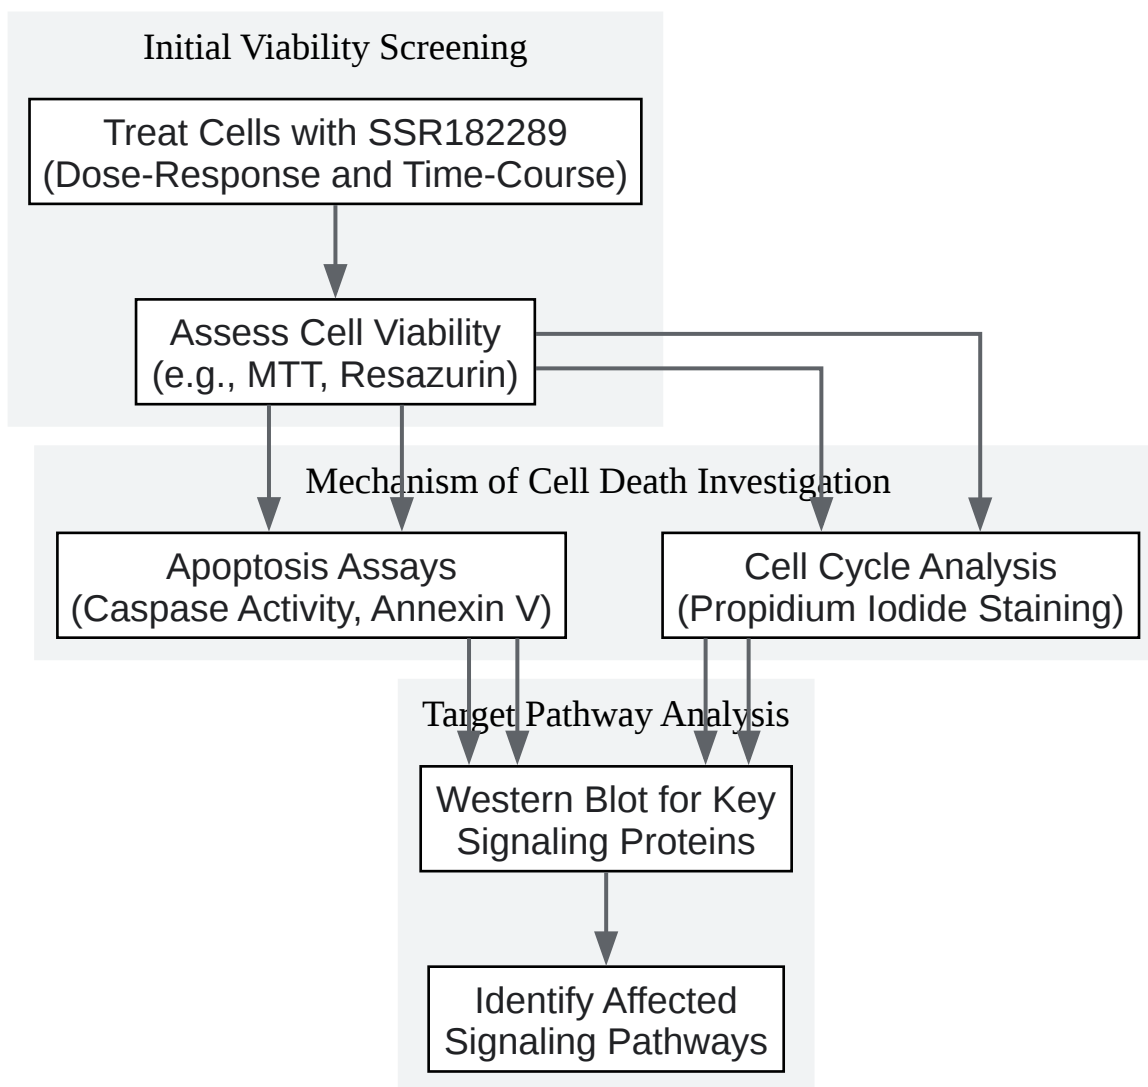 Initial Viability Screening
Treat Cells with SSR182289
(Dose-Response and Time-Course)
Assess Cell Viability
(e.g., MTT, Resazurin)
Mechanism of Cell Death Investigation
Apoptosis Assays
(Caspase Activity, Annexin V)
Cell Cycle Analysis
(Propidium Iodide Staining)
Target Pathway Analysis
Western Blot for Key
Signaling Proteins
Identify Affected
Signaling Pathways